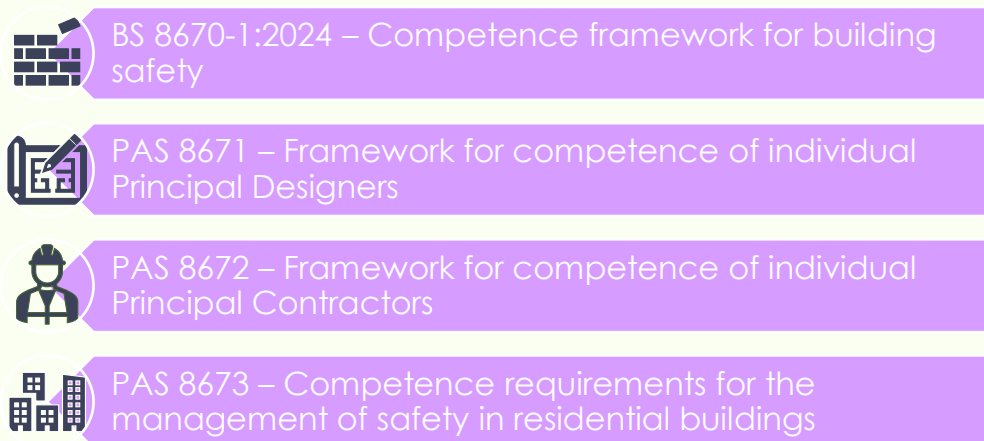 BS 8670-1:2024 – Competence framework for building
safety
PAS 8671 – Framework for competence of individual
Principal Designers
PAS 8672 – Framework for competence of individual
Principal Contractors
PAS 8673 – Competence requirements for the
management of safety in residential buildings